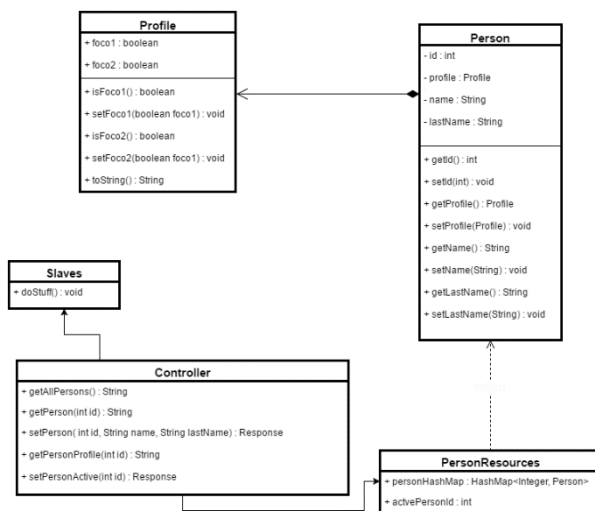 Profile
+ foco1 : boolean
+ foco2 : boolean
+ isFoco1() : boolean
+ setFoco1(boolean foco1) : void
+ isFoco2() : boolean
+ setFoco2(boolean foco1) : void
+ toString() : String
Person
- id : int
- profile : Profile
- name : String
- lastName : String
+ getId() : int
+ setId(int) : void
+ getProfile() : Profile
+ setProfile(Profile) : void
+ getName() : String
+ setName(String) : void
+ getLastName() : String
+ setLastName(String) : void
Slaves
+ doStuff() : void
Controller
+ getAllPersons() : String
+ getPerson(int id) : String
+ setPerson( int id, String name, String lastName) : Response
+ getPersonProfile(int id) : String
+ setPersonActive(int id) : Response
PersonResources
+ personHashMap : HashMap<Integer, Person>
+ actvePersonId : int